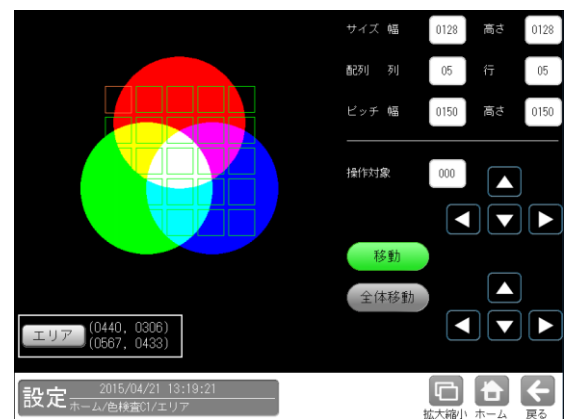 サイズ 幅 0128 高さ 0128
配列 列 05 行 05
ピッチ 幅 0150 高さ 0150
操作対象 000
移動
全体移動
エリア (0440, 0306)
(0567, 0433)
設定 2015/04/21 13:19:21
ホーム/色検査C1/エリア
拡大縮小 ホーム 戻る